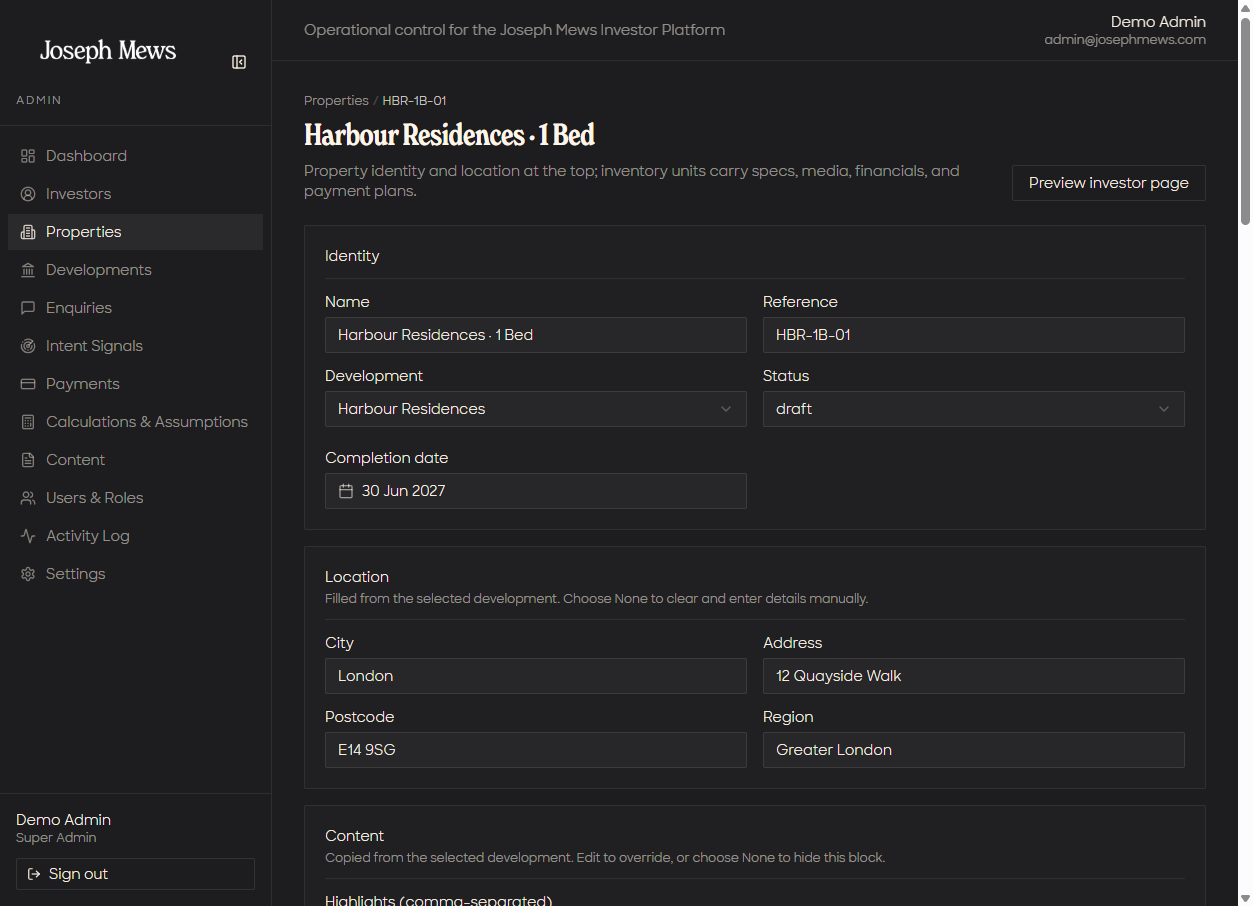 Joseph Mews
ADMIN
Dashboard
Investors
Properties
Developments
Enquiries
Intent Signals
Payments
Calculations & Assumptions
Content
Users & Roles
Activity Log
Settings
Demo Admin
Super Admin
Sign out
Operational control for the Joseph Mews Investor Platform
Demo Admin
admin@josephmews.com
Properties / HBR-1B-01
Harbour Residences · 1 Bed
Property identity and location at the top; inventory units carry specs, media, financials, and
payment plans.
Preview investor page
Identity
Name
Harbour Residences · 1 Bed
Reference
HBR-1B-01
Development
Harbour Residences
Status
draft
Completion date
30 Jun 2027
Location
Filled from the selected development. Choose None to clear and enter details manually.
City
London
Address
12 Quayside Walk
Postcode
E14 9SG
Region
Greater London
Content
Copied from the selected development. Edit to override, or choose None to hide this block.
Highlights (comma-separated)